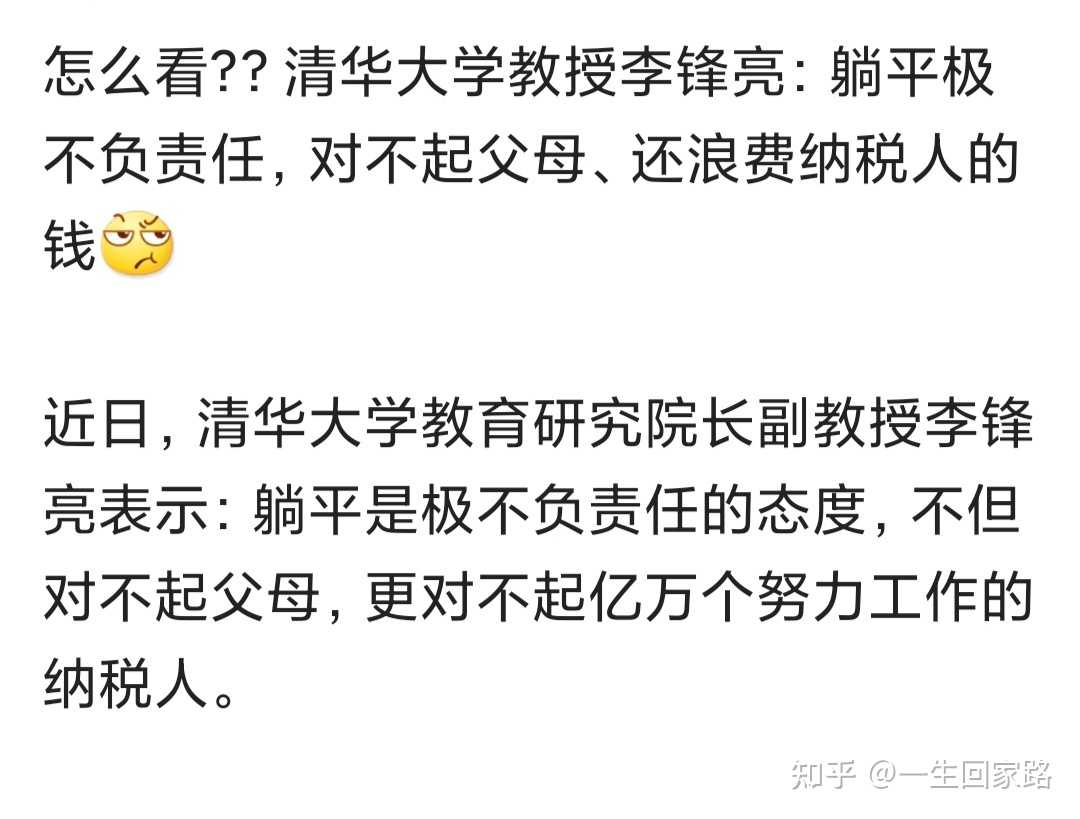 怎么看??清华大学教授李锋亮：躺平极
不负责任，对不起父母、还浪费纳税人的
钱
近日，清华大学教育研究院长副教授李锋
亮表示：躺平是极不负责任的态度，不但
对不起父母，更对不起亿万个努力工作的
纳税人。
知乎 @一生回家路